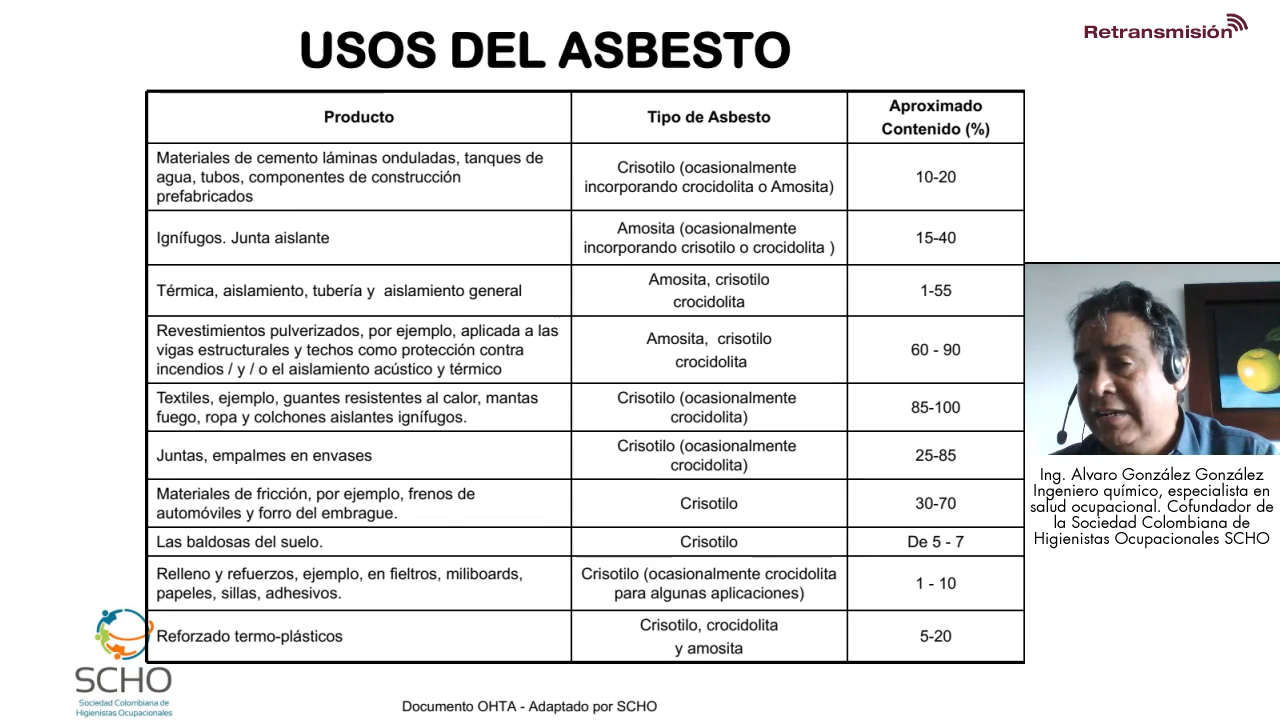 USOS DEL ASBESTO
Retransmisión
Producto
Tipo de Asbesto
Aproximado
Contenido (%)
Materiales de cemento láminas onduladas, tanques de
agua, tubos, componentes de construcción
prefabricados
Crisotilo (ocasionalmente
incorporando crocidolita o Amosita)
10-20
Ignífugos. Junta aislante
Amosita (ocasionalmente
incorporando crisotilo o crocidolita )
15-40
Térmica, aislamiento, tubería y aislamiento general
Amosita, crisotilo
crocidolita
1-55
Revestimientos pulverizados, por ejemplo, aplicada a las
vigas estructurales y techos como protección contra
incendios / y / o el aislamiento acústico y térmico
Amosita, crisotilo
crocidolita
60 - 90
Textiles, ejemplo, guantes resistentes al calor, mantas
fuego, ropa y colchones aislantes ignífugos.
Crisotilo (ocasionalmente
crocidolita)
85-100
Juntas, empalmes en envases
Crisotilo (ocasionalmente
crocidolita)
25-85
Materiales de fricción, por ejemplo, frenos de
automóviles y forro del embrague.
Crisotilo
30-70
Las baldosas del suelo.
Crisotilo
De 5 - 7
Relleno y refuerzos, ejemplo, en fieltros, miliboards,
papeles, sillas, adhesivos.
Crisotilo (ocasionalmente crocidolita
para algunas aplicaciones)
1 - 10
Reforzado termo-plásticos
Crisotilo, crocidolita
y amosita
5-20
Ing. Alvaro González González
Ingeniero químico, especialista en
salud ocupacional. Cofundador de
la Sociedad Colombiana de
Higienistas Ocupacionales SCHO
SCHO
Sociedad Colombiana de
Higienistas Ocupacionales
Documento OHTA - Adaptado por SCHO